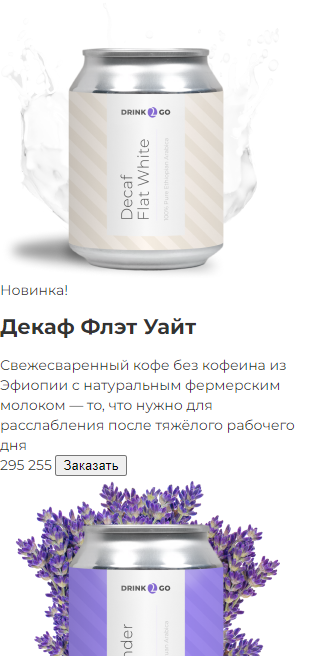 DRINK 2 GO
Decaf
Flat White
Новинка!
Декаф Флэт Уайт
Свежесваренный кофе без кофеина из
Эфиопии с натуральным фермерским
молоком — то, что нужно для
расслабления после тяжёлого рабочего
дня
295 255 Заказать
DRINK 2 GO